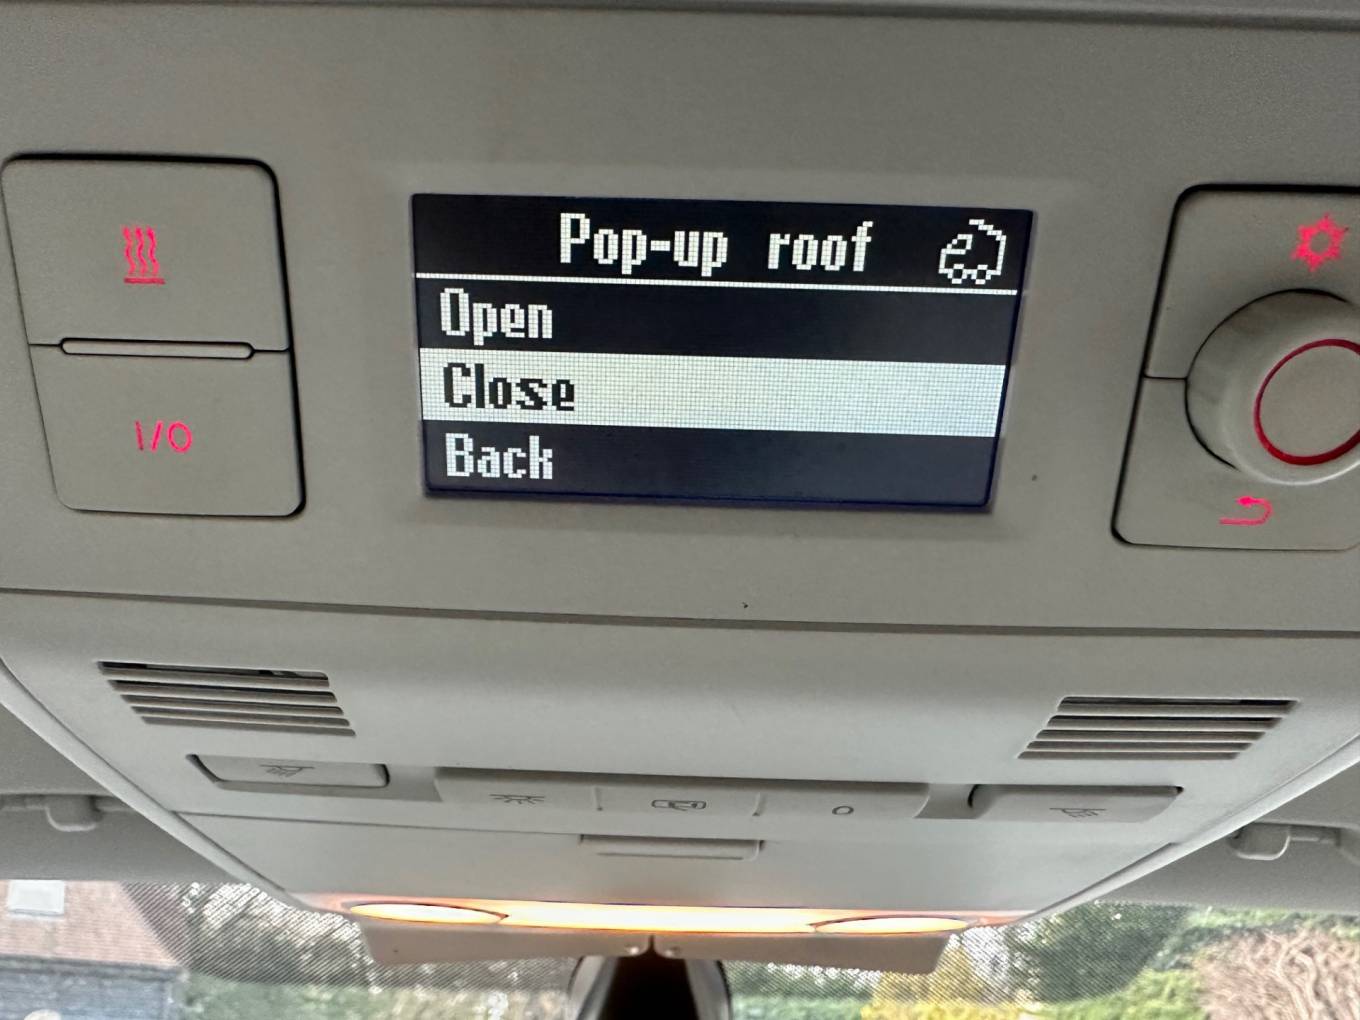 Pop-up roof
Open
Close
Back
I/O